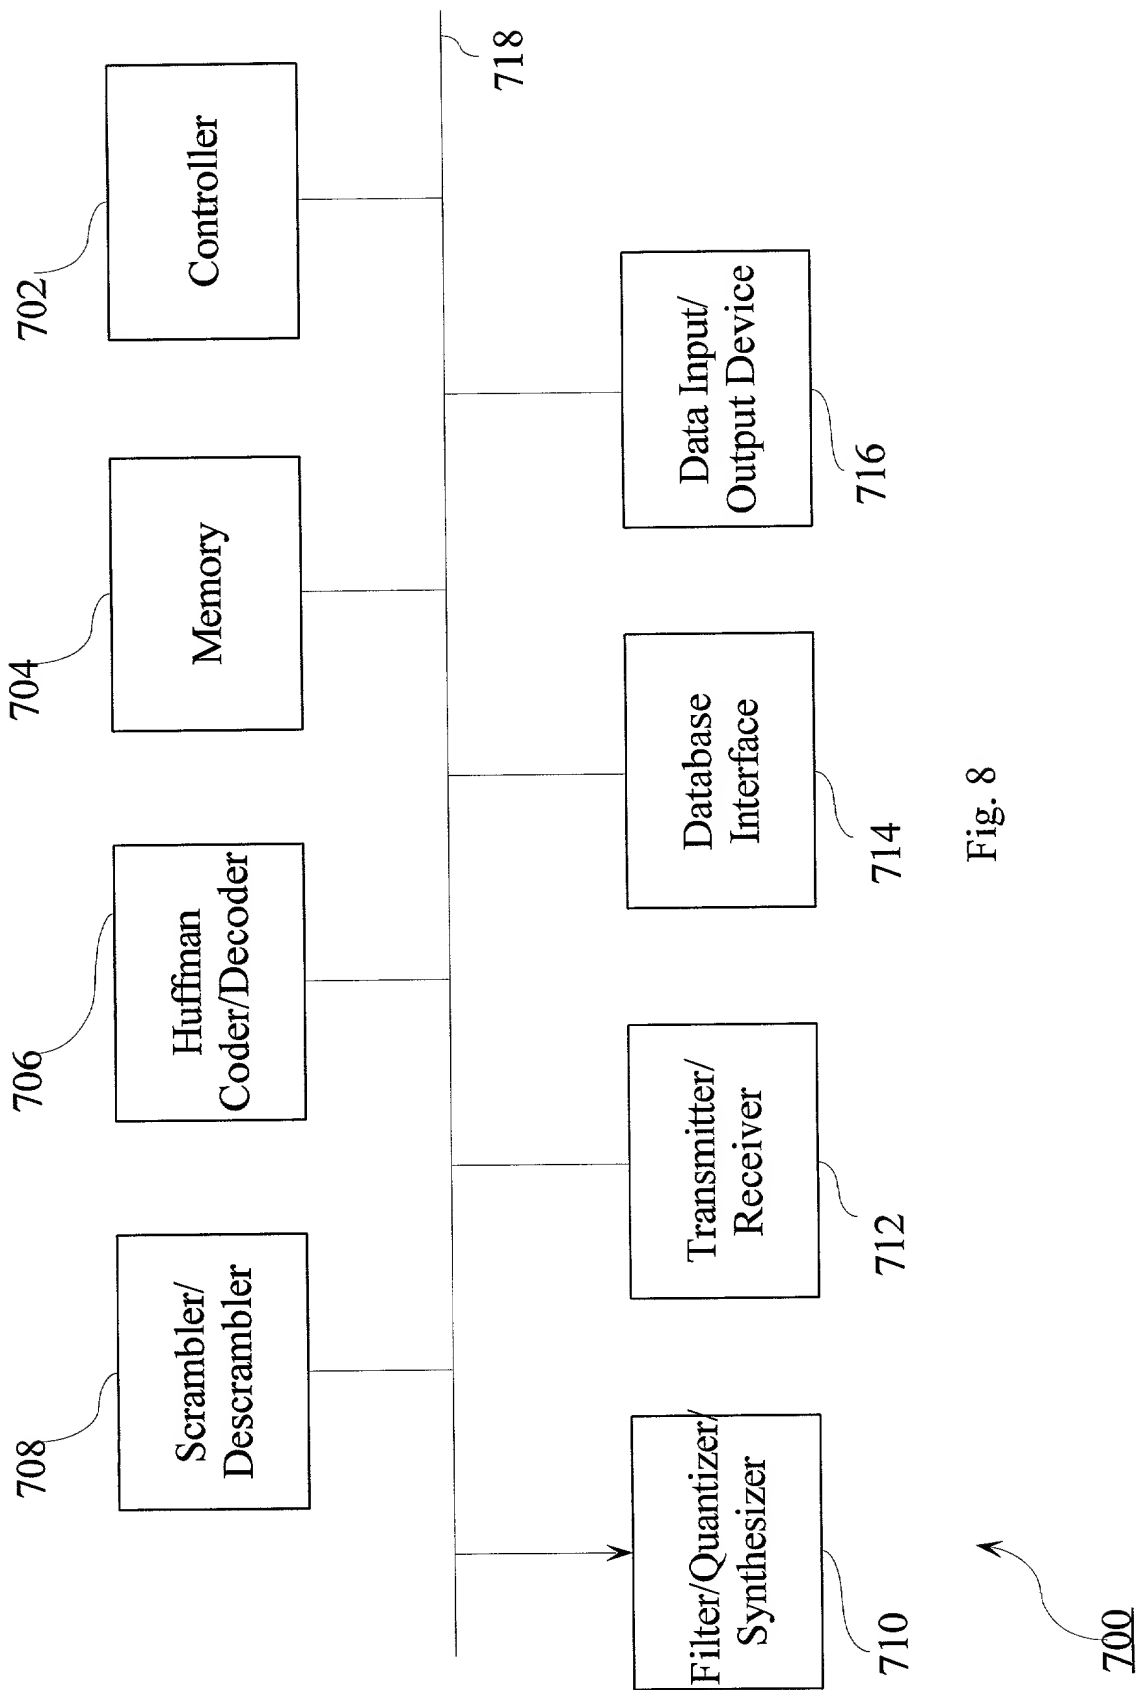 708
706
704
702
Scrambler/
Descrambler
Huffman
Coder/Decoder
Memory
Controller
718
Filter/Quantizer/
Synthesizer
Transmitter/
Receiver
Database
Interface
Data Input/
Output Device
710
712
714
716
Fig. 8
700